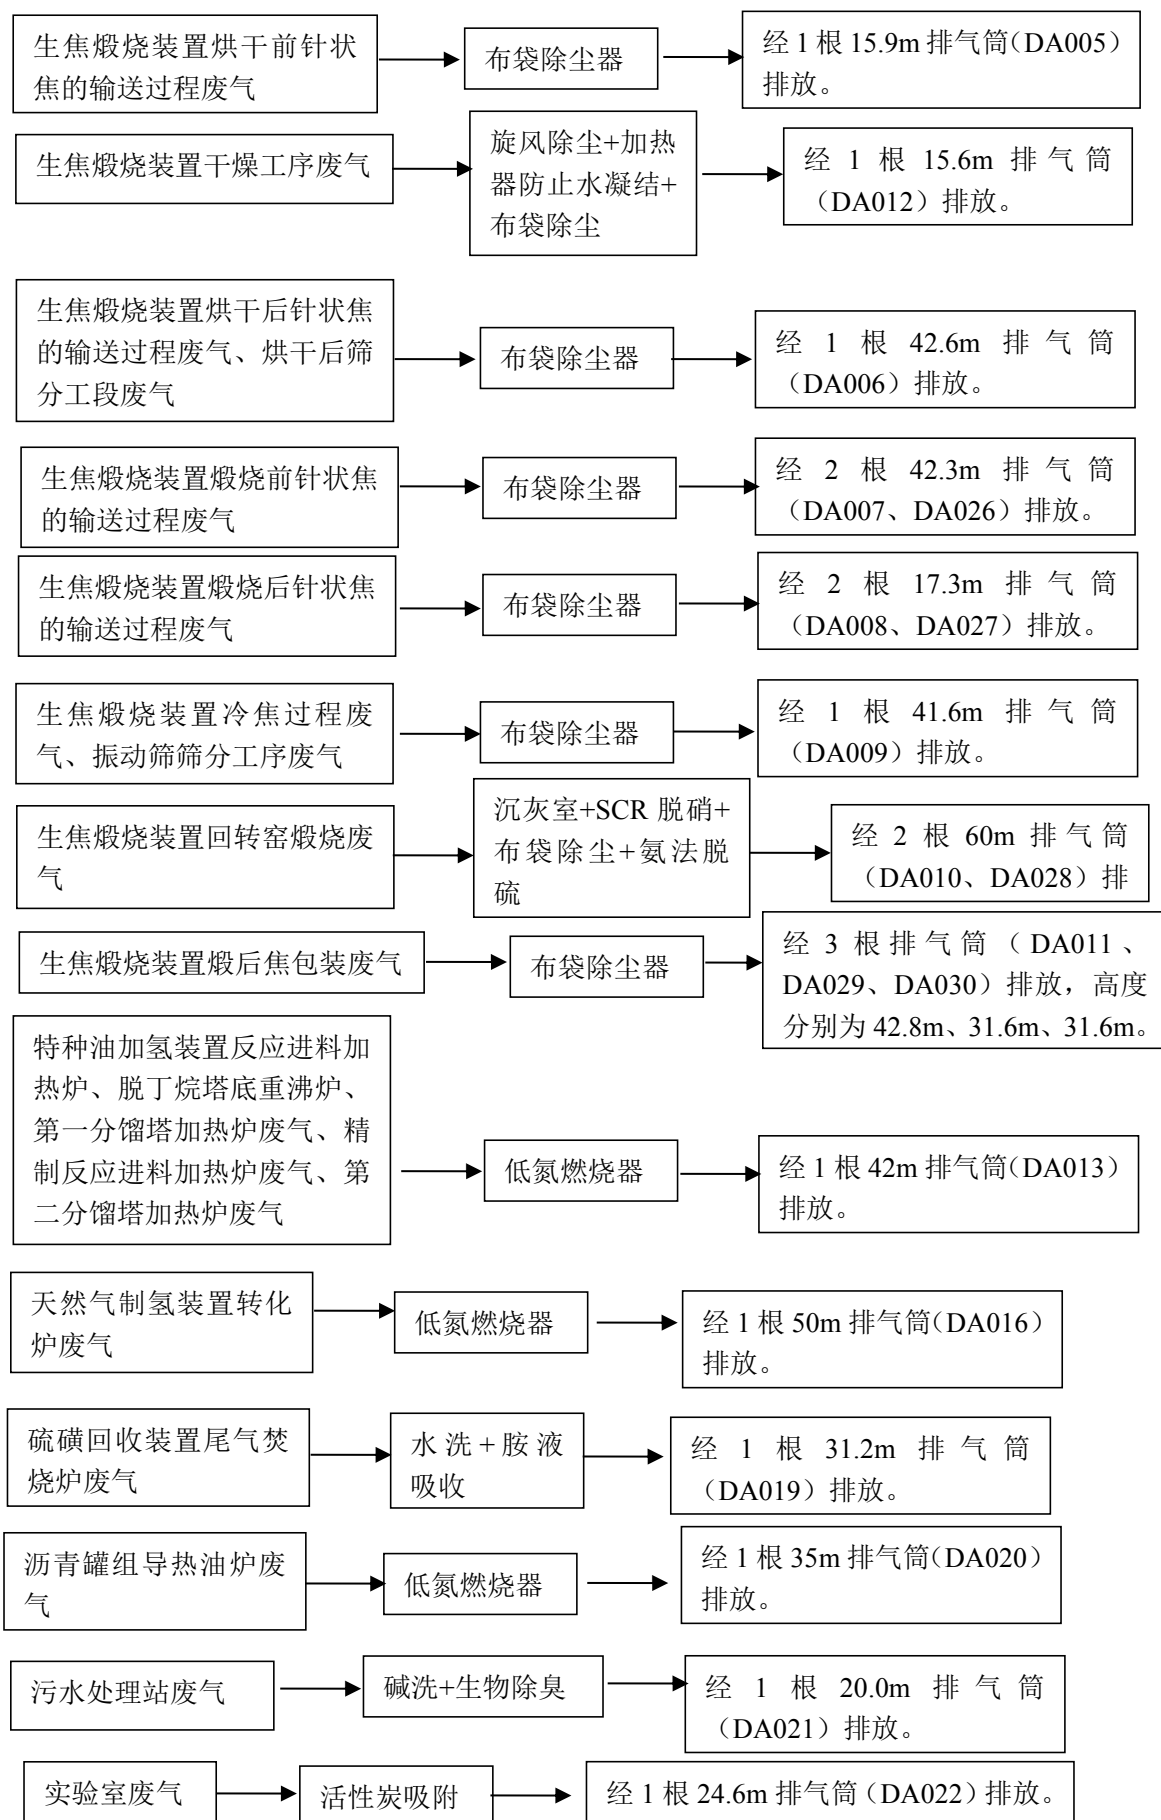 生焦煅烧装置烘干前针状
焦的输送过程废气
布袋除尘器
经 1 根 15.9m 排气筒（DA005）
排放。
生焦煅烧装置干燥工序废气
旋风除尘+加热
器防止水凝结+
布袋除尘
经 1 根 15.6m 排气筒
（DA012）排放。
生焦煅烧装置烘干后针状焦
的输送过程废气、烘干后筛
分工段废气
布袋除尘器
经 1 根 42.6m 排气筒
（DA006）排放。
生焦煅烧装置煅烧前针状焦
的输送过程废气
布袋除尘器
经 2 根 42.3m 排气筒
（DA007、DA026）排放。
生焦煅烧装置煅烧后针状焦
的输送过程废气
布袋除尘器
经 2 根 17.3m 排气筒
（DA008、DA027）排放。
生焦煅烧装置冷焦过程废
气、振动筛筛分工序废气
布袋除尘器
经 1 根 41.6m 排气筒
（DA009）排放。
生焦煅烧装置回转窑煅烧废
气
沉灰室+SCR 脱硝+
布袋除尘+氨法脱
硫
经 2 根 60m 排气筒
（DA010、DA028）排
生焦煅烧装置煅后焦包装废气
布袋除尘器
经 3 根排气筒（DA011、
DA029、DA030）排放，高度
分别为 42.8m、31.6m、31.6m。
特种油加氢装置反应进料加
热炉、脱丁烷塔底重沸炉、
第一分馏塔加热炉废气、精
制反应进料加热炉废气、第
二分馏塔加热炉废气
低氮燃烧器
经 1 根 42m 排气筒（DA013）
排放。
天然气制氢装置转化
炉废气
低氮燃烧器
经 1 根 50m 排气筒（DA016）
排放。
硫磺回收装置尾气焚
烧炉废气
水洗+胺液
吸收
经 1 根 31.2m 排气筒
（DA019）排放。
沥青罐组导热油炉废
气
低氮燃烧器
经 1 根 35m 排气筒（DA020）
排放。
污水处理站废气
碱洗+生物除臭
经 1 根 20.0m 排气筒
（DA021）排放。
实验室废气
活性炭吸附
经 1 根 24.6m 排气筒（DA022）排放。